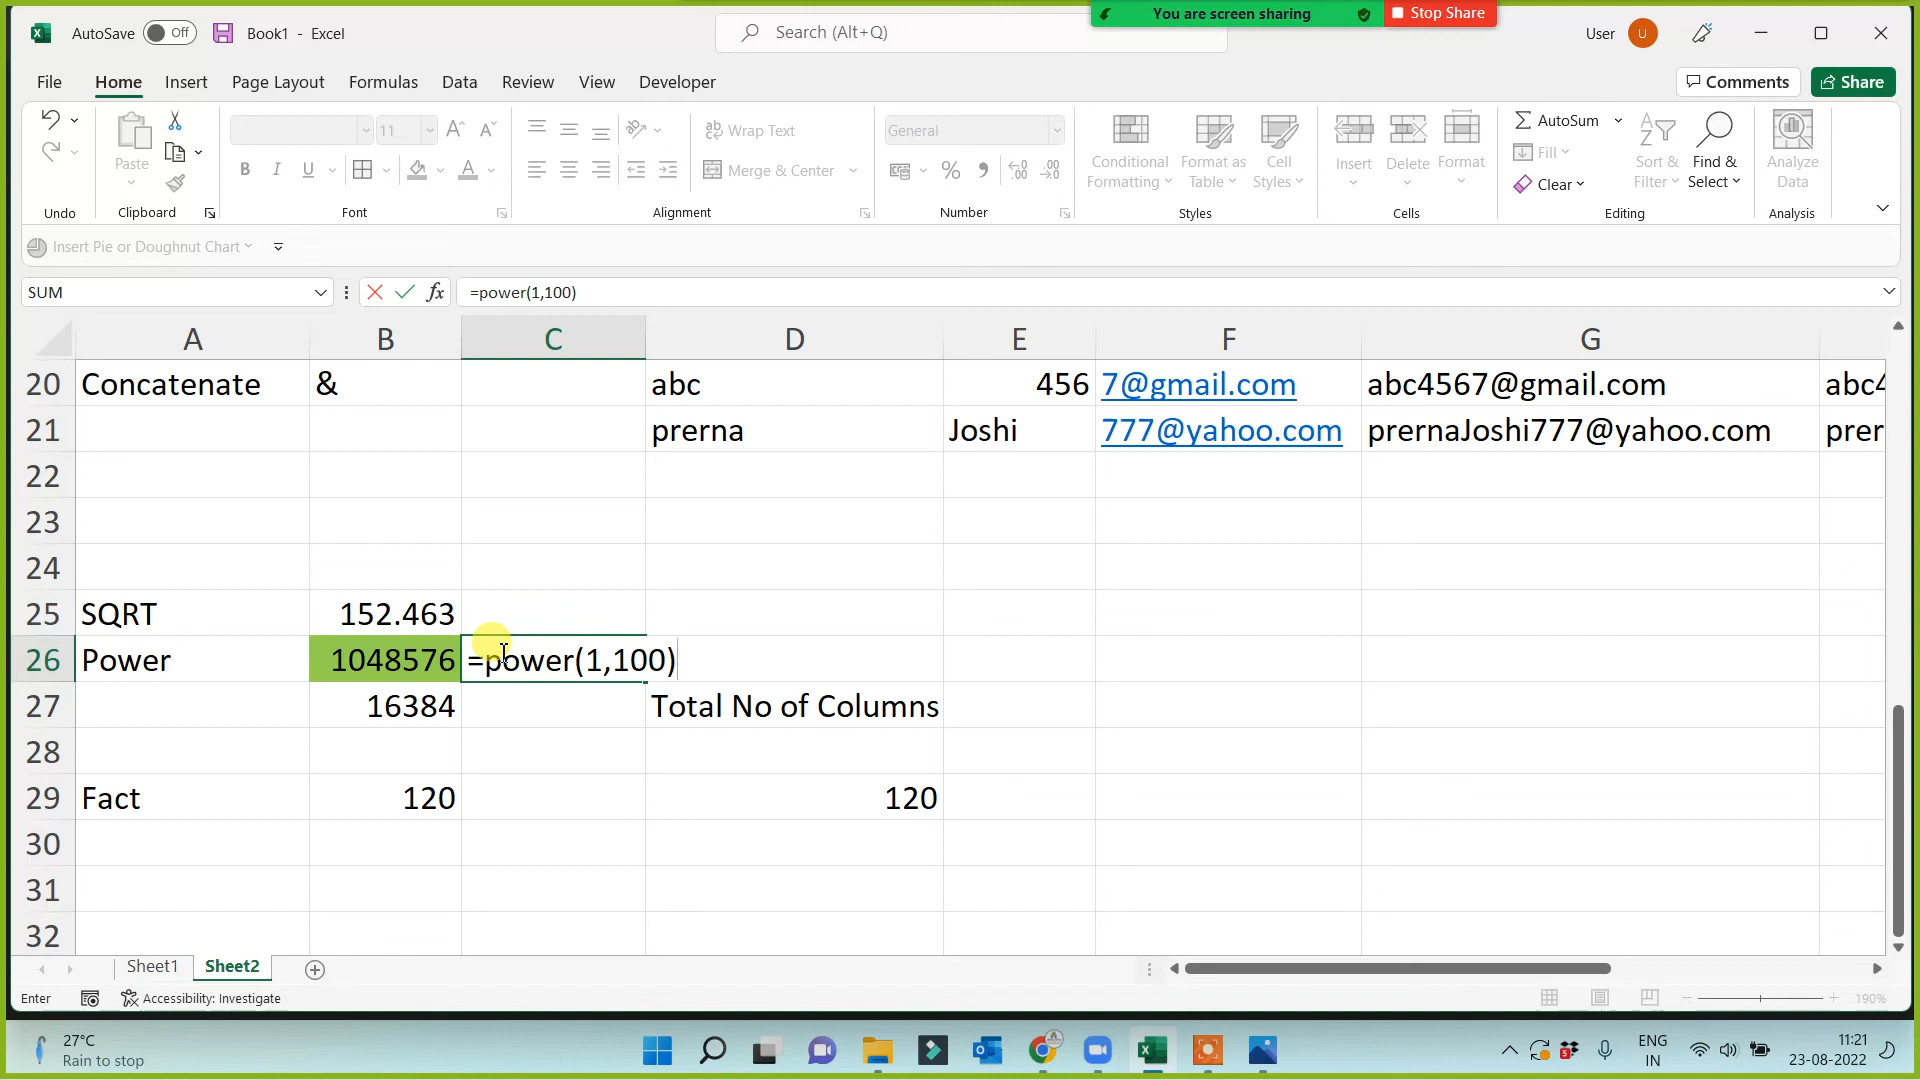 You are screen sharing
Stop Share
AutoSave Off Book1 - Excel
Search (Alt+Q)
User U
File Home Insert Page Layout Formulas Data Review View Developer
Comments Share
Paste
11
B I U
Wrap Text
Merge & Center
General
Conditional Formatting
Format as Table
Cell Styles
Insert
Delete
Format
AutoSum
Fill
Clear
Sort & Filter
Find & Select
Analyze Data
Undo Clipboard Font Alignment Number Styles Cells Editing Analysis
Insert Pie or Doughnut Chart
SUM fx =power(1,100)
A B C D E F G
20 Concatenate & abc 456 7@gmail.com abc4567@gmail.com abc4
21 prerna Joshi 777@yahoo.com prernaJoshi777@yahoo.com prer
22
23
24
25 SQRT 152.463
26 Power 1048576 =power(1,100)
27 16384 Total No of Columns
28
29 Fact 120 120
30
31
32
Sheet1 Sheet2
Enter Accessibility: Investigate 190%
27°C
Rain to stop
ENG
IN
11:21
23-08-2022